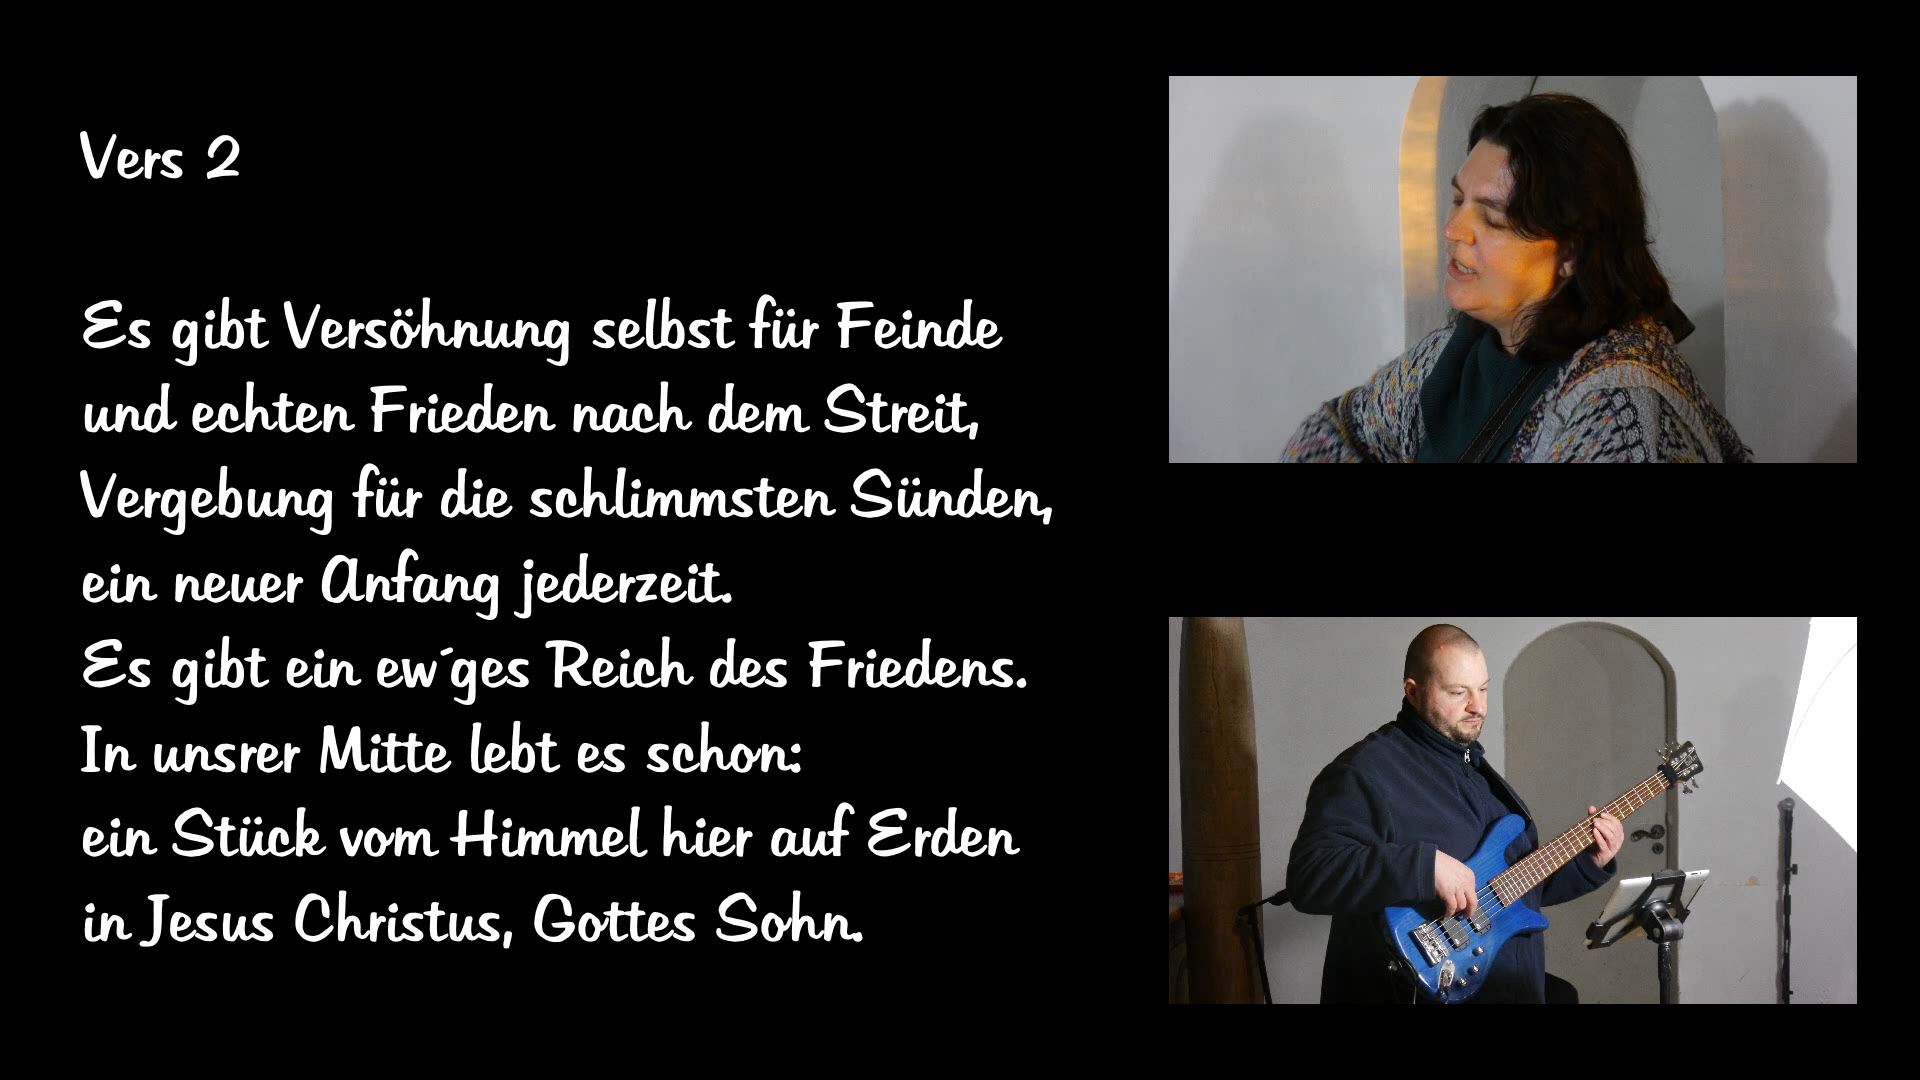 Vers 2
Es gibt Versöhnung selbst für Feinde
und echten Frieden nach dem Streit,
Vergebung für die schlimmsten Sünden,
ein neuer Anfang jederzeit.
Es gibt ein ew´ges Reich des Friedens.
In unsrer Mitte lebt es schon:
ein Stück vom Himmel hier auf Erden
in Jesus Christus, Gottes Sohn.